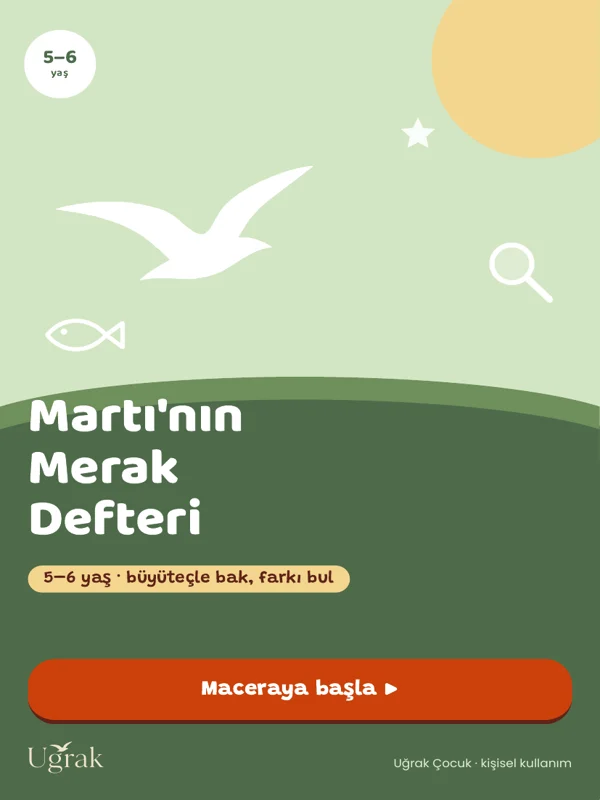 5–6
yaş
Martı'nın
Merak
Defteri
5–6 yaş · büyüteçle bak, farkı bul
Maceraya başla ▸
Uğrak
Uğrak Çocuk · kişisel kullanım